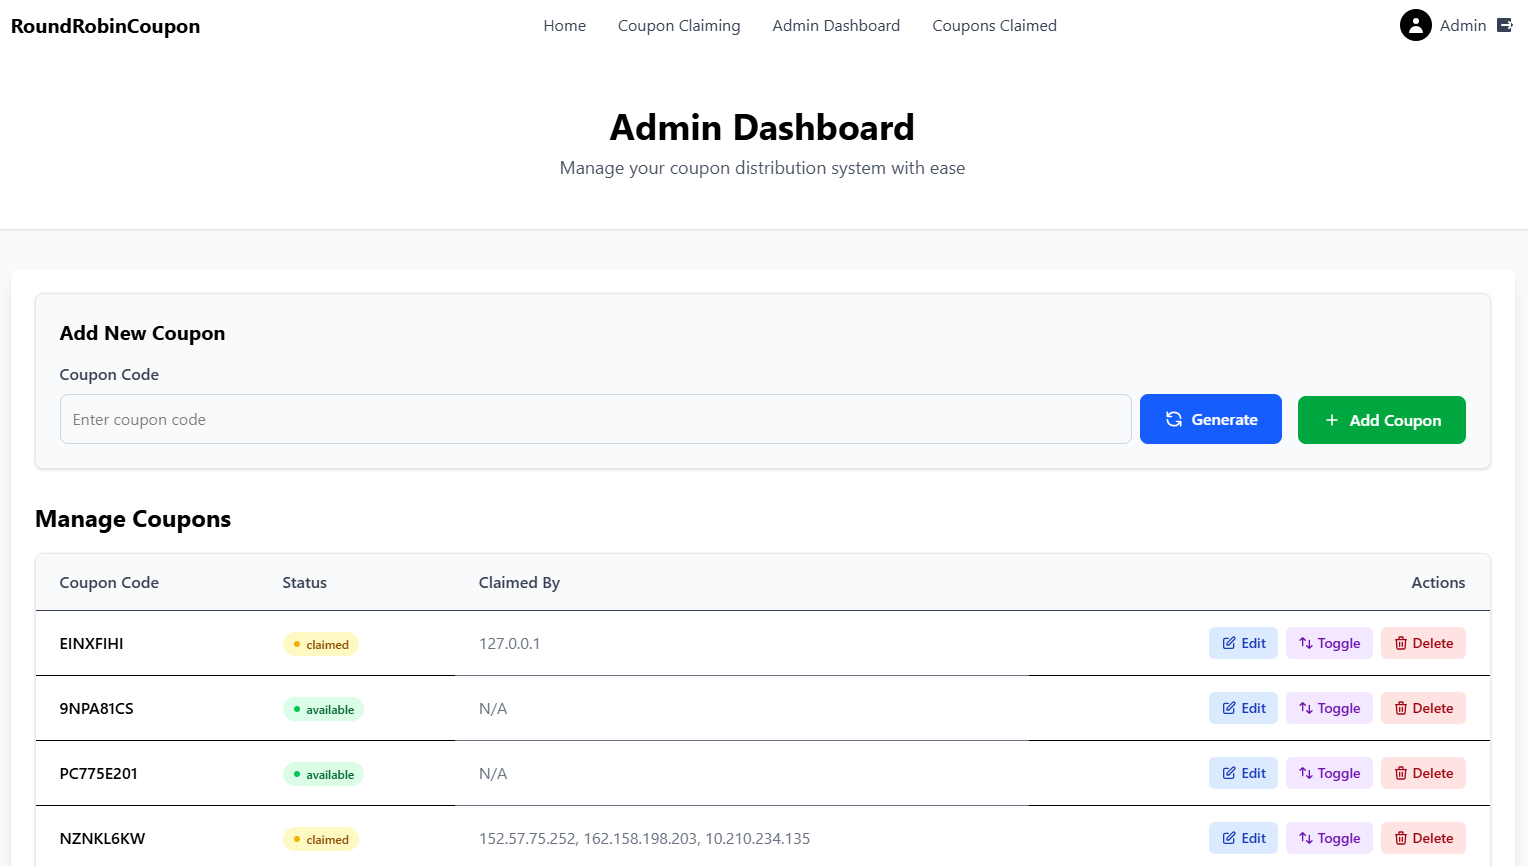 RoundRobinCoupon Home Coupon Claiming Admin Dashboard Coupons Claimed Admin
Admin Dashboard
Manage your coupon distribution system with ease
Add New Coupon
Coupon Code
Enter coupon code Generate + Add Coupon
Manage Coupons
Coupon Code Status Claimed By Actions
EINXFIHI claimed 127.0.0.1 Edit Toggle Delete
9NPA81CS available N/A Edit Toggle Delete
PC775E201 available N/A Edit Toggle Delete
NZNKL6KW claimed 152.57.75.252, 162.158.198.203, 10.210.234.135 Edit Toggle Delete